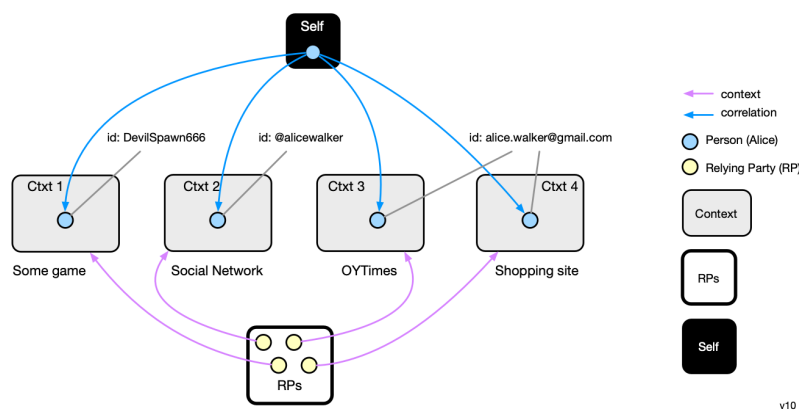 Self
id: DevilSpawn666
id: @alicewalker
id: alice.walker@gmail.com
Ctxt 1
Ctxt 2
Ctxt 3
Ctxt 4
Some game
Social Network
OYTimes
Shopping site
RPs
context
correlation
Person (Alice)
Relying Party (RP)
Context
RPs
Self
v10